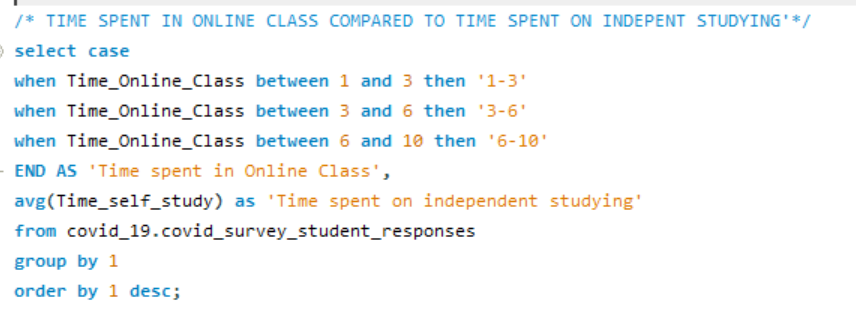 /* TIME SPENT IN ONLINE CLASS COMPARED TO TIME SPENT ON INDEPENT STUDYING'*/
select case
when Time_Online_Class between 1 and 3 then '1-3'
when Time_Online_Class between 3 and 6 then '3-6'
when Time_Online_Class between 6 and 10 then '6-10'
END AS 'Time spent in Online Class',
avg(Time_self_study) as 'Time spent on independent studying'
from covid_19.covid_survey_student_responses
group by 1
order by 1 desc;